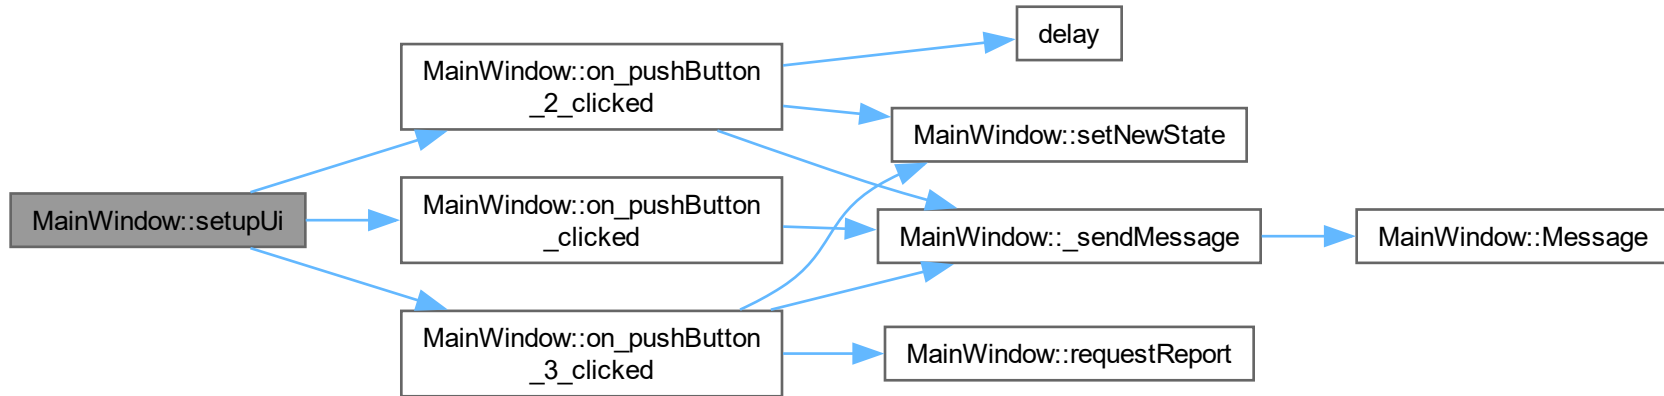 MainWindow::setupUi
MainWindow::on_pushButton
_2_clicked
MainWindow::on_pushButton
_clicked
MainWindow::on_pushButton
_3_clicked
delay
MainWindow::setNewState
MainWindow::_sendMessage
MainWindow::requestReport
MainWindow::Message